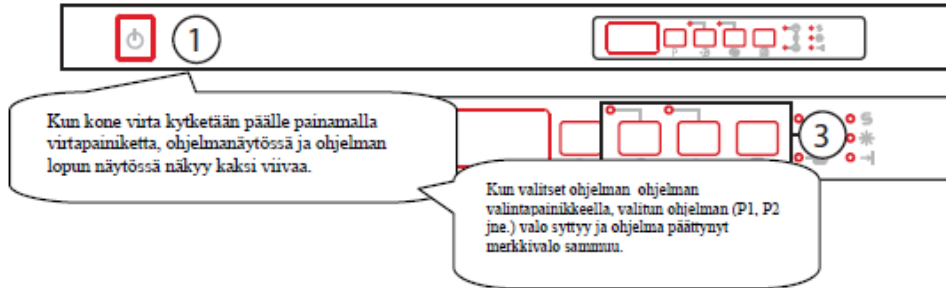 1
Kun kone virta kytketään päälle painamalla
virtapainiketta, ohjelmanäytössä ja ohjelman
lopun näytössä näkyy kaksi viivaa.
3
S
Kun valitset ohjelman ohjelman
valintapainikkeella, valitun ohjelman (P1, P2
jne.) valo syttyy ja ohjelma päättynyt
merkkivalo sammuu.